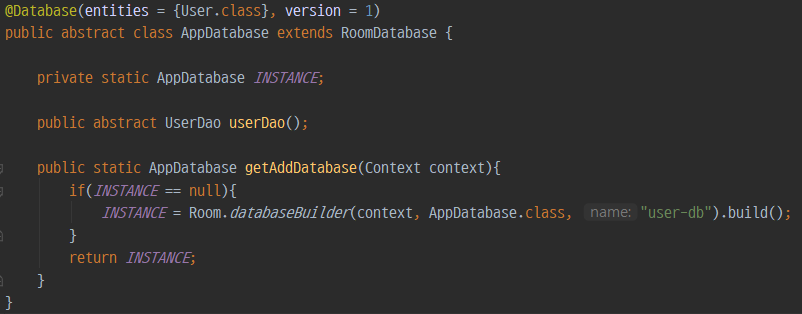 @Database(entities = {User.class}, version = 1)
public abstract class AppDatabase extends RoomDatabase {
private static AppDatabase INSTANCE;
public abstract UserDao userDao();
public static AppDatabase getAddDatabase(Context context){
if(INSTANCE == null){
INSTANCE = Room.databaseBuilder(context, AppDatabase.class, name: "user-db").build();
}
return INSTANCE;
}
}